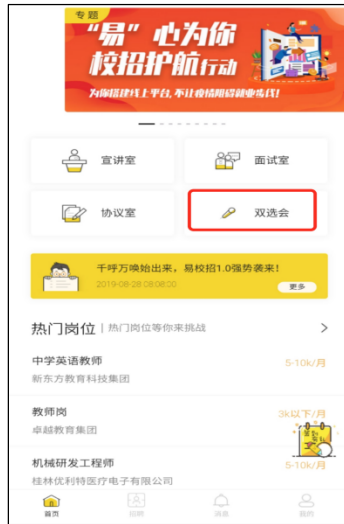 专题
“易”心为你
校招护航行动
为你搭建线上平台,不让疫情阻碍就业步伐!
宣讲室
面试室
协议室
双选会
千呼万唤始出来，易校招1.0强势袭来!
2019-08-28 08:08:00
更多
热门岗位 | 热门岗位等你来挑战 >
中学英语教师
5-10k/月
新东方教育科技集团
教师岗
3k以下/月
卓越教育集团
机械研发工程师
5-10k/月
桂林优利特医疗电子有限公司
首页
招聘
消息
我的